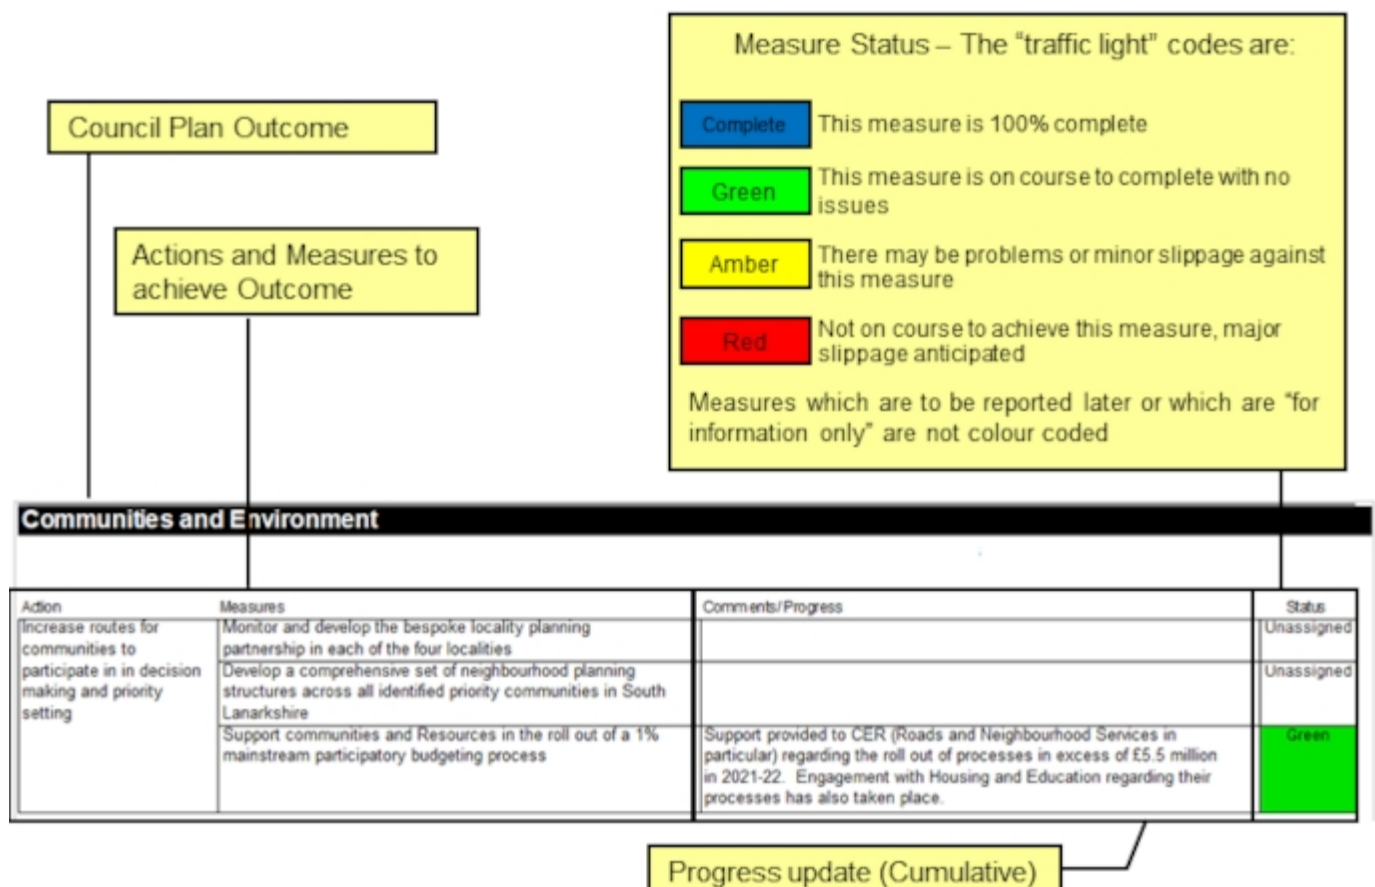 Measure Status – The "traffic light" codes are:
Complete
This measure is 100% complete
Green
This measure is on course to complete with no
issues
Amber
There may be problems or minor slippage against
this measure
Red
Not on course to achieve this measure, major
slippage anticipated
Measures which are to be reported later or which are "for
information only" are not colour coded
Council Plan Outcome
Actions and Measures to
achieve Outcome
Communities and Environment
Action
Measures
Comments/Progress
Status
Increase routes for
communities to
participate in in decision
making and priority
setting
Monitor and develop the bespoke locality planning
partnership in each of the four localities
Unassigned
Develop a comprehensive set of neighbourhood planning
structures across all identified priority communities in South
Lanarkshire
Unassigned
Support communities and Resources in the roll out of a 1%
mainstream participatory budgeting process
Support provided to CER (Roads and Neighbourhood Services in
particular) regarding the roll out of processes in excess of £5.5 million
in 2021-22. Engagement with Housing and Education regarding their
processes has also taken place.
Green
Progress update (Cumulative)